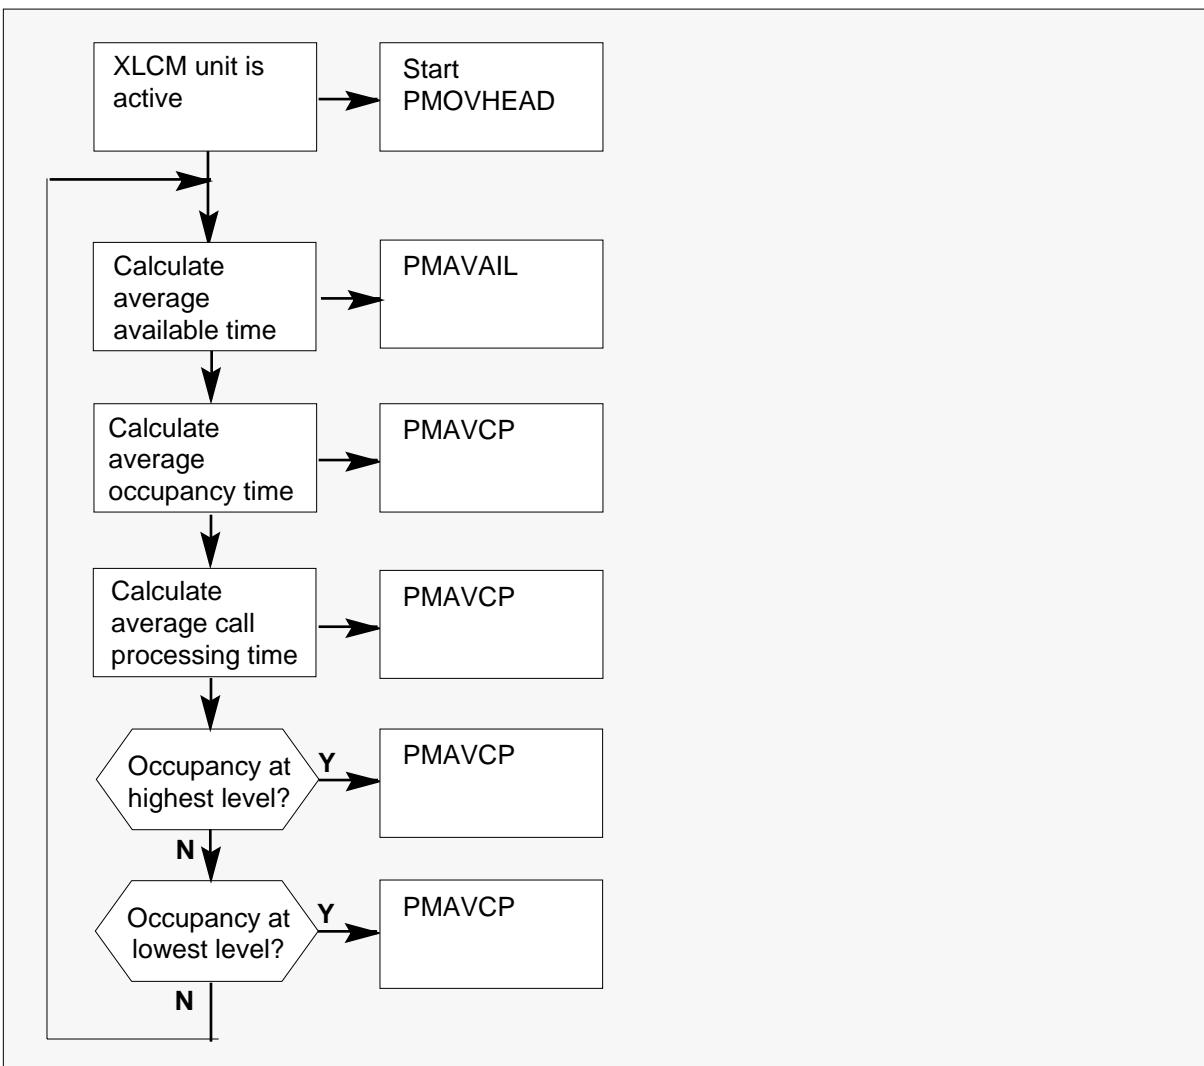 XLCM unit is
active
Start
PMOVHEAD
Calculate
average
available time
PMAVAIL
Calculate
average
occupancy time
PMAVCP
Calculate
average call
processing time
PMAVCP
Occupancy at
highest level?
Y
PMAVCP
N
Occupancy at
lowest level?
Y
PMAVCP
N